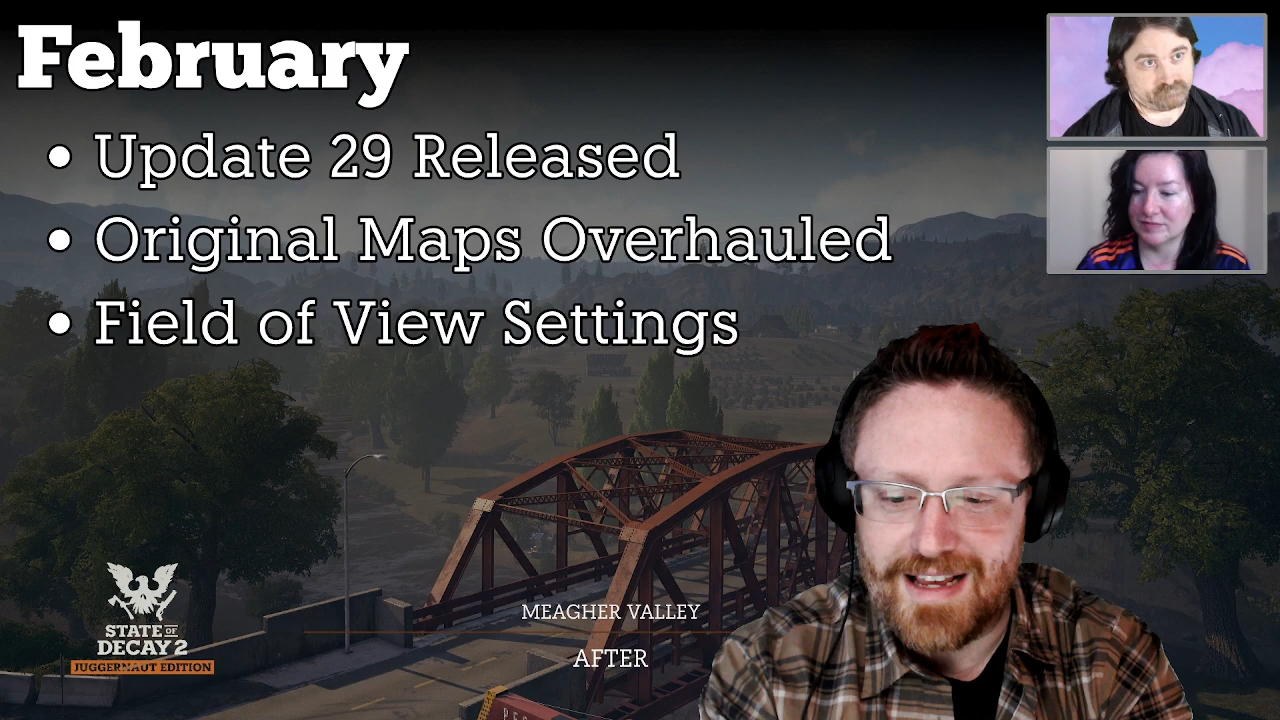 February
• Update 29 Released
• Original Maps Overhauled
• Field of View Settings
MEAGHER VALLEY
AFTER
STATE OF
DECAY 2
JUGGERNAUT EDITION